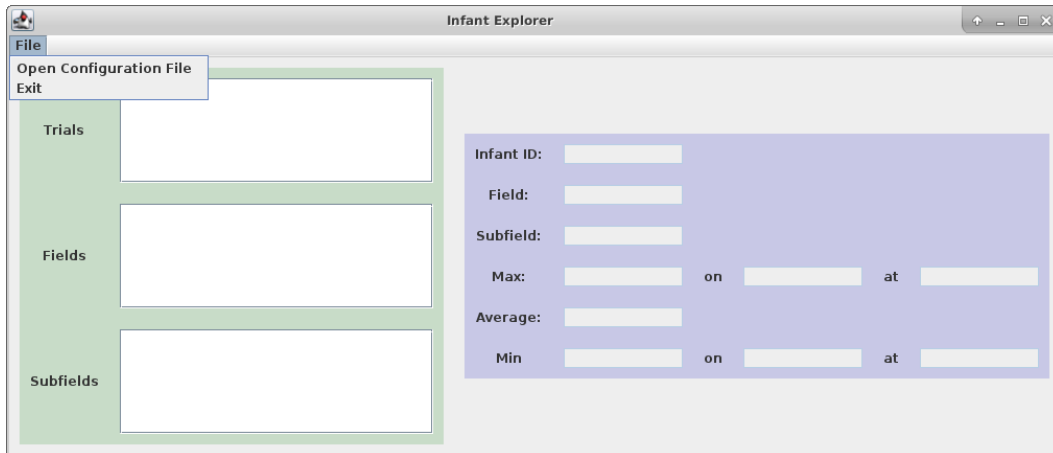 Infant Explorer
File
Open Configuration File
Exit
Trials
Fields
Subfields
Infant ID:
Field:
Subfield:
Max: on at
Average:
Min on at